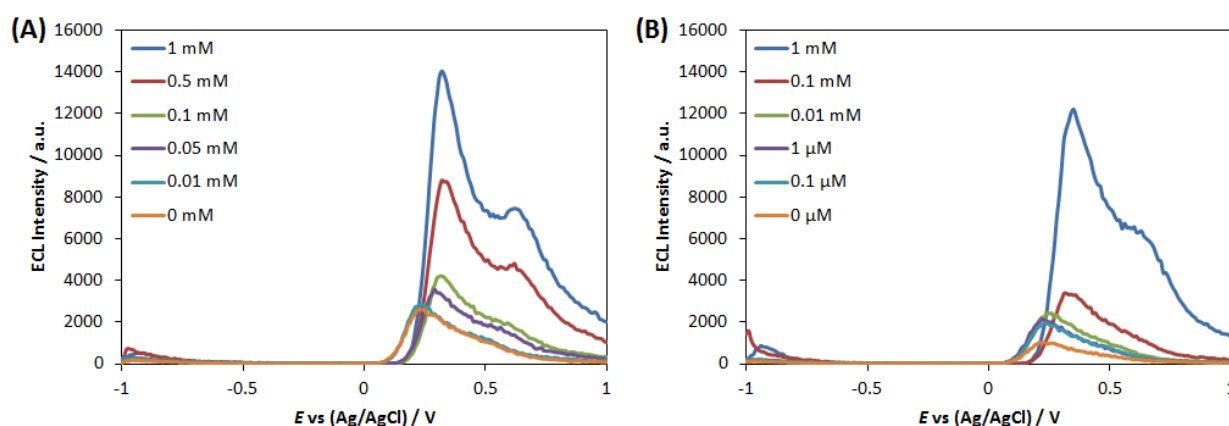 (A)
16000
14000
12000
10000
8000
6000
4000
2000
0
ECL Intensity / a.u.
1 mM
0.5 mM
0.1 mM
0.05 mM
0.01 mM
0 mM
-1
-0.5
0
0.5
1
E vs (Ag/AgCl) / V
(B)
16000
14000
12000
10000
8000
6000
4000
2000
0
ECL Intensity / a.u.
1 mM
0.1 mM
0.01 mM
1 µM
0.1 µM
0 µM
-1
-0.5
0
0.5
1
E vs (Ag/AgCl) / V